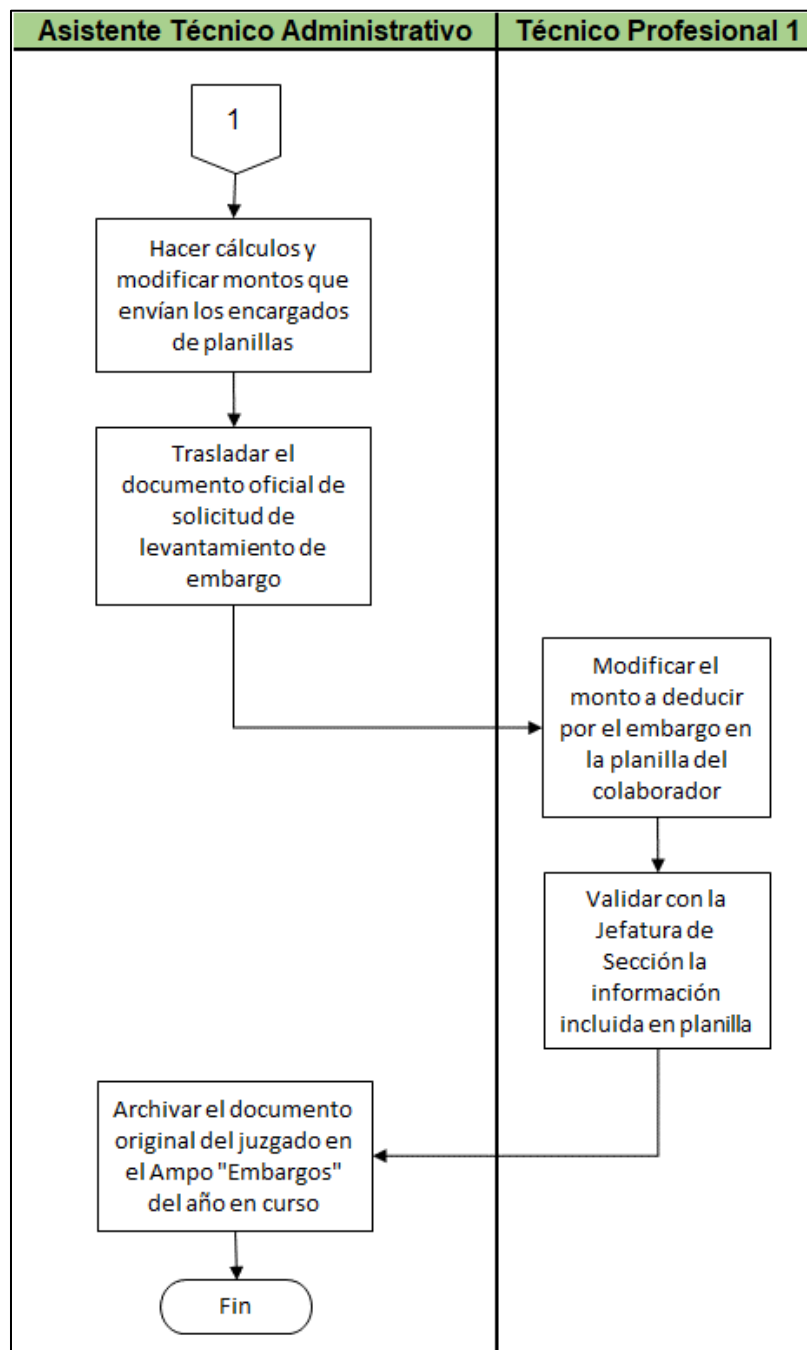 Asistente Técnico Administrativo
Técnico Profesional 1
1
Hacer cálculos y
modificar montos que
envían los encargados
de planillas
Trasladar el
documento oficial de
solicitud de
levantamiento de
embargo
Modificar el
monto a deducir
por el embargo en
la planilla del
colaborador
Validar con la
Jefatura de
Sección la
información
incluida en planilla
Archivar el documento
original del juzgado en
el Ampo "Embargos"
del año en curso
Fin